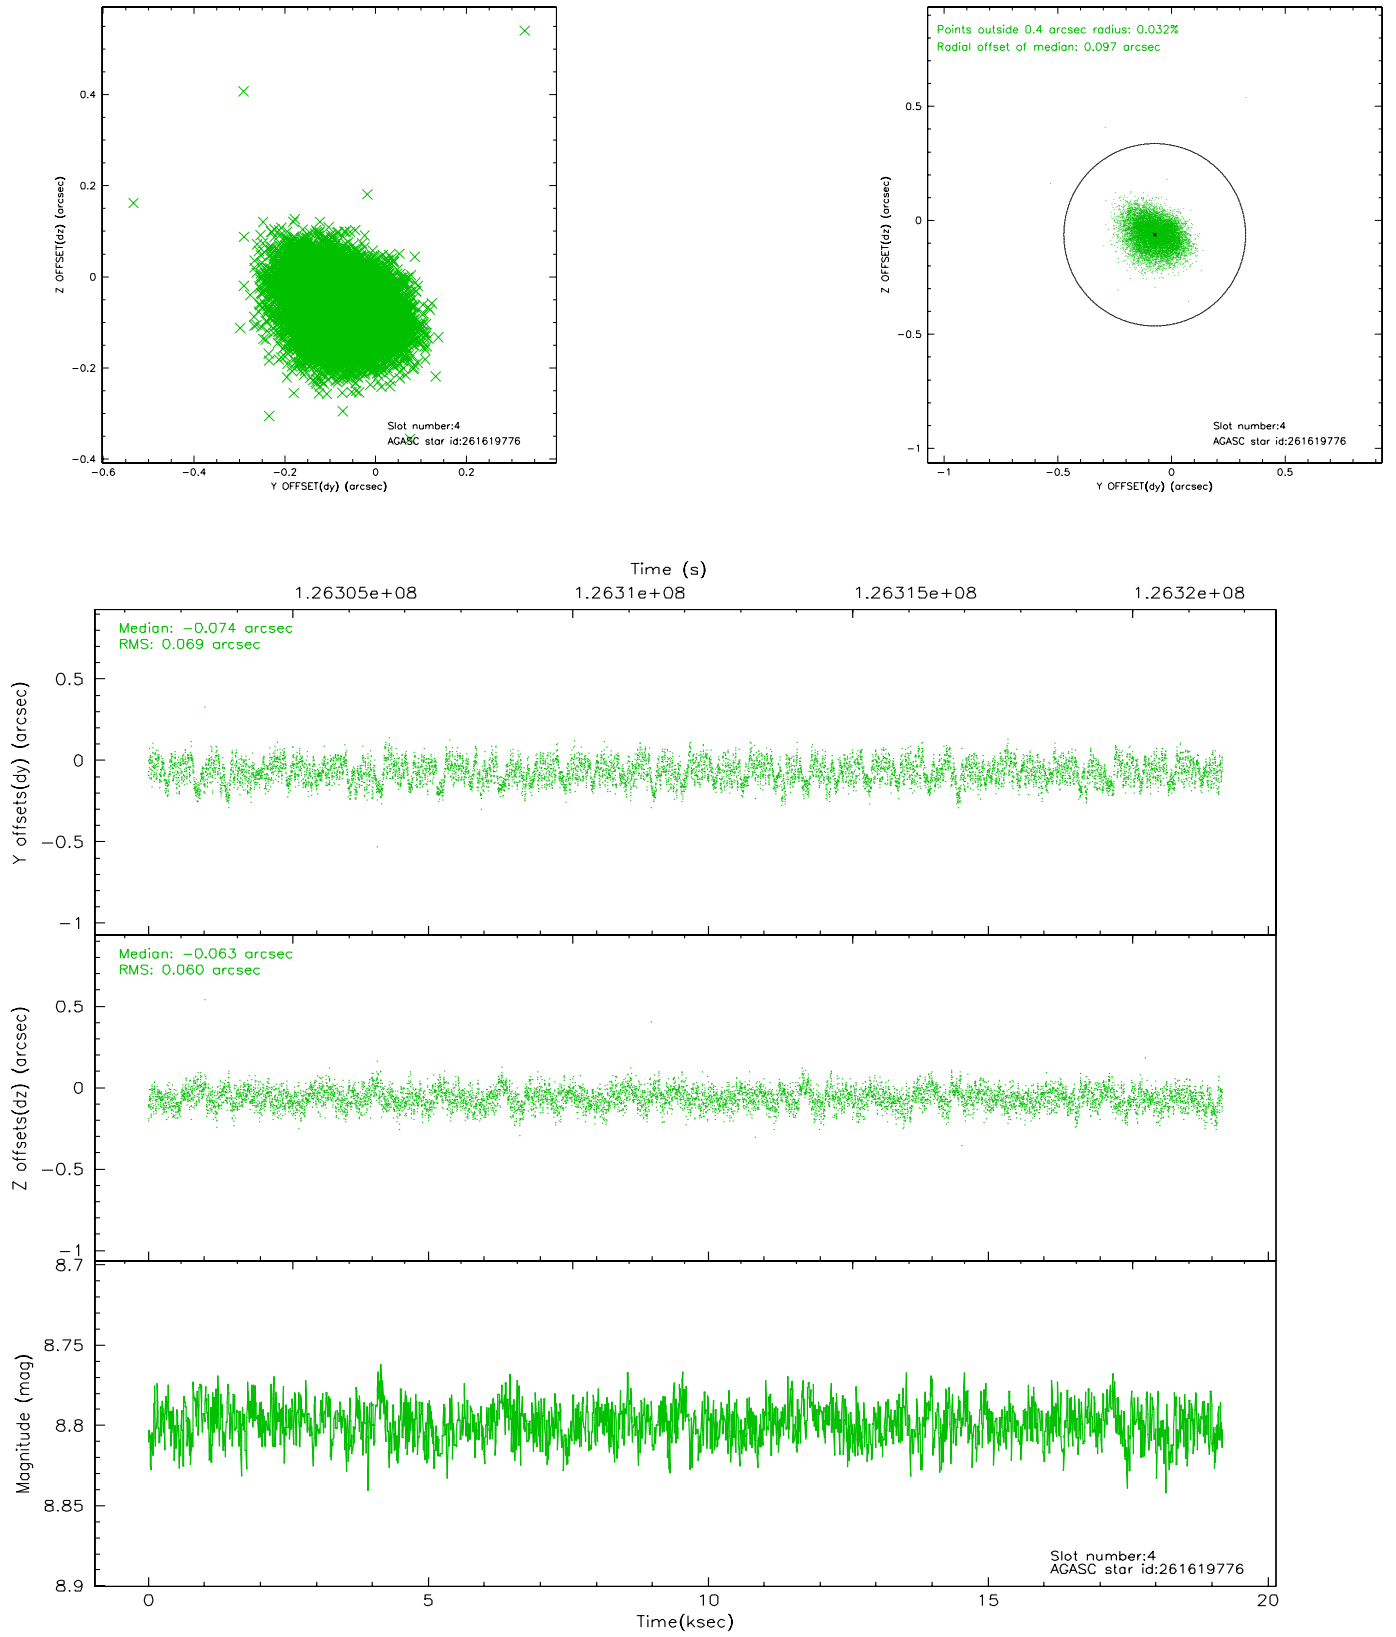 0.4
0.2
0
−0.2
−0.4
−0.6
−0.4
−0.2
0
0.2
Z OFFSET(dz) (arcsec)
Y OFFSET(dy) (arcsec)
Slot number:4
AGASC star id:261619776
Points outside 0.4 arcsec radius: 0.032%
Radial offset of median: 0.097 arcsec
0.5
0
−0.5
−1
−1
−0.5
0
0.5
Z OFFSET(dz) (arcsec)
Y OFFSET(dy) (arcsec)
Slot number:4
AGASC star id:261619776
Time (s)
1.26305e+08
1.2631e+08
1.26315e+08
1.2632e+08
Median: −0.074 arcsec
RMS: 0.069 arcsec
0.5
0
−0.5
−1
Y offsets(dy) (arcsec)
Median: −0.063 arcsec
RMS: 0.060 arcsec
0.5
0
−0.5
−1
Z offsets(dz) (arcsec)
8.7
8.75
8.8
8.85
8.9
Magnitude (mag)
Slot number:4
AGASC star id:261619776
0
5
10
15
20
Time(ksec)